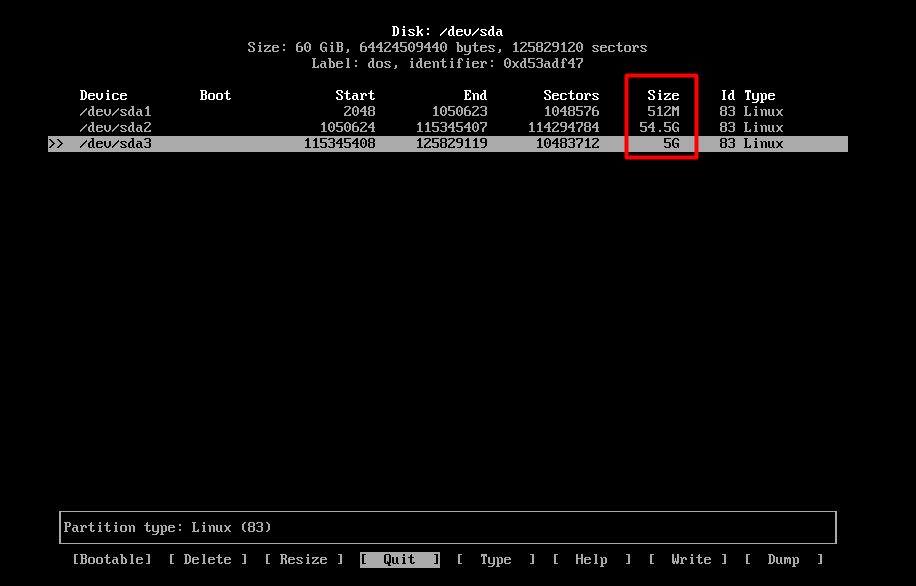 Disk: /dev/sda
Size: 60 GiB, 64424509440 bytes, 125829120 sectors
Label: dos, identifier: 0xd53adf47
Device Boot Start End Sectors Size Id Type
/dev/sda1 2048 1050623 1048576 512M 83 Linux
/dev/sda2 1050624 115345407 114294784 54.5G 83 Linux
>> /dev/sda3 115345408 125829119 10483712 5G 83 Linux
Partition type: Linux (83)
[Bootable] [ Delete ] [ Resize ] [ Quit ] [ Type ] [ Help ] [ Write ] [ Dump ]